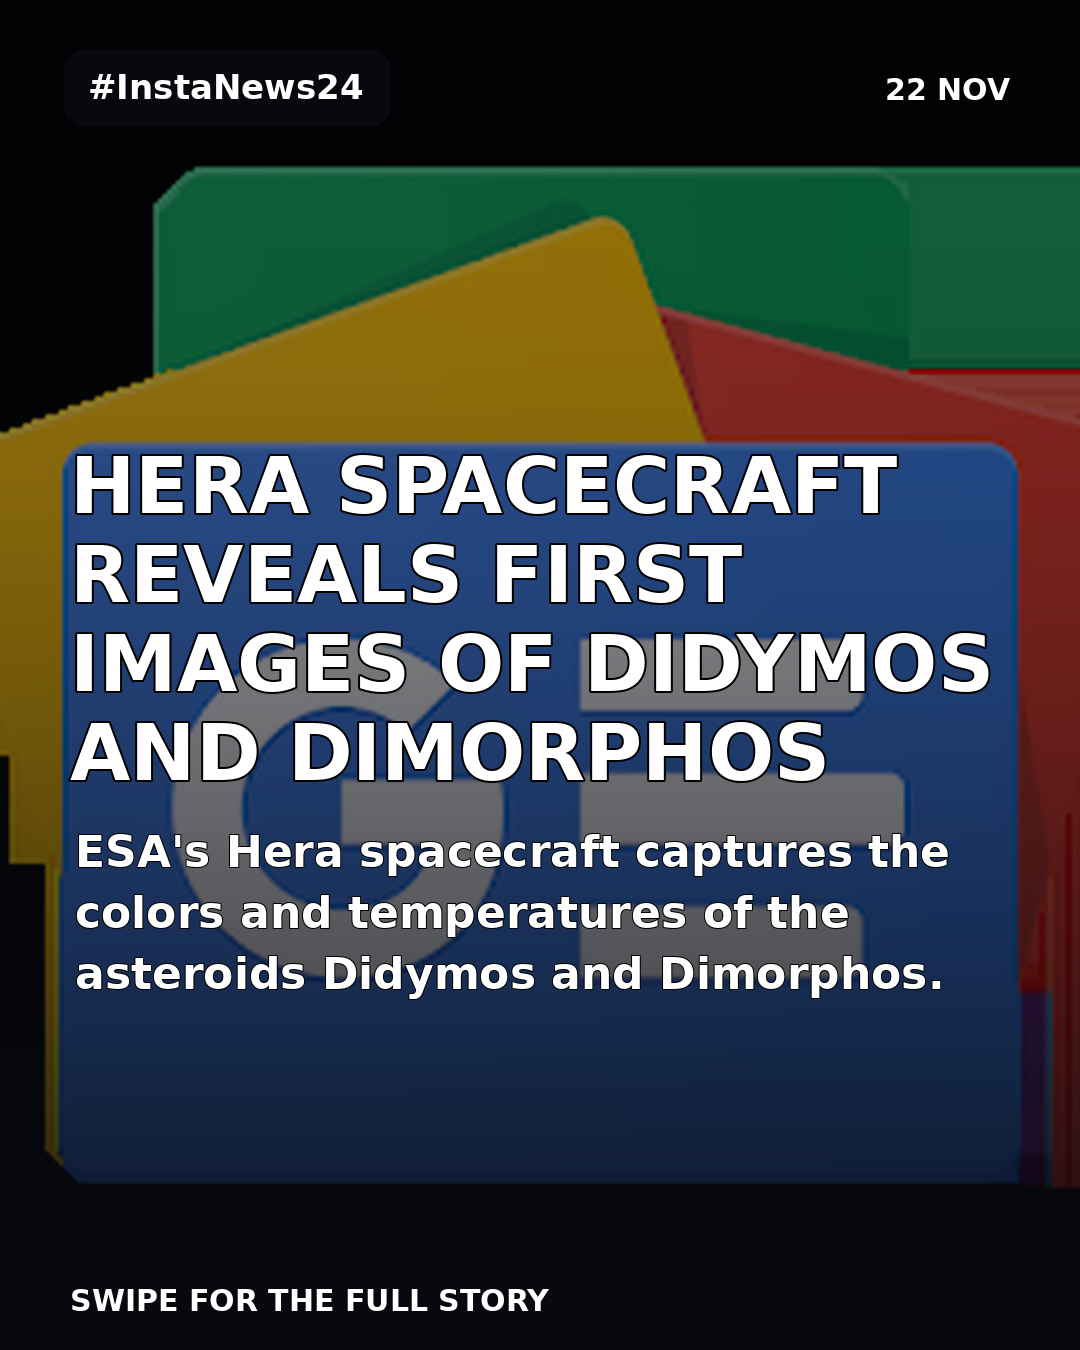 #InstaNews24
22 NOV
HERA SPACECRAFT
REVEALS FIRST
IMAGES OF DIDYMOS
AND DIMORPHOS
ESA's Hera spacecraft captures the
colors and temperatures of the
asteroids Didymos and Dimorphos.
SWIPE FOR THE FULL STORY